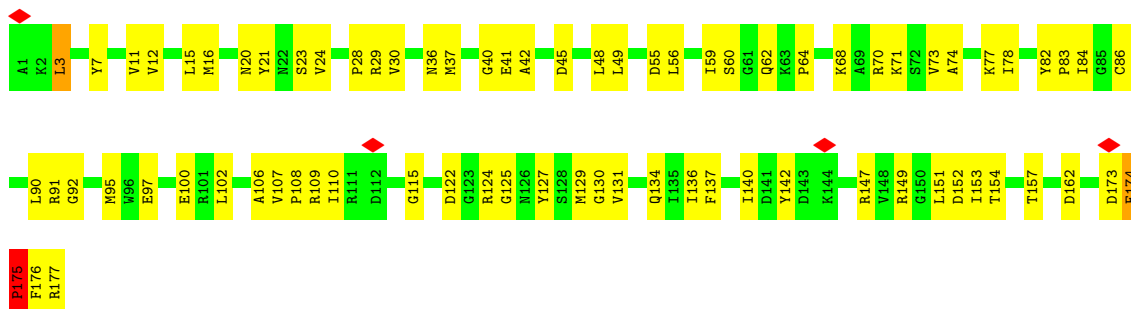 A1 K2 L3 Y7 V11 V12 L15 M16 N20 Y21 N22 S23 V24 P28 R29 V30 N36 M37 G40 E41 A42 D45 L48 L49 D55 L56 I59 S60 G61 Q62 K63 P64 K68 A69 R70 K71 S72 V73 A74 K77 I78 Y82 P83 I84 G85 C86
L90 R91 G92 M95 W96 E97 E100 R101 L102 A106 V107 P108 R109 I110 R111 D112 G115 D122 G123 R124 G125 N126 Y127 S128 M129 G130 V131 Q134 I135 I136 F137 I140 D141 Y142 D143 K144 R147 V148 R149 G150 L151 D152 I153 T154 T157 D162 D173 E174
P175 F176 R177